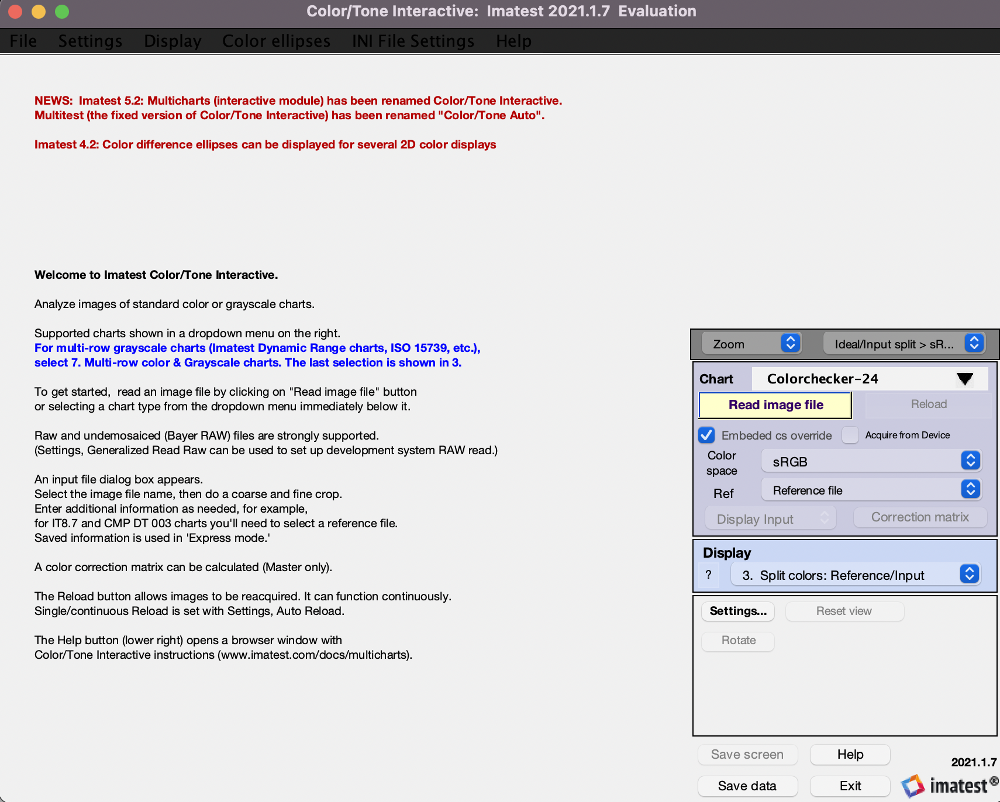 Color/Tone Interactive:  Imatest 2021.1.7  Evaluation
File Settings Display Color ellipses INI File Settings Help
NEWS:  Imatest 5.2: Multicharts (interactive module) has been renamed Color/Tone Interactive.
Multitest (the fixed version of Color/Tone Interactive) has been renamed "Color/Tone Auto".
Imatest 4.2: Color difference ellipses can be displayed for several 2D color displays
Welcome to Imatest Color/Tone Interactive.
Analyze images of standard color or grayscale charts.
Supported charts shown in a dropdown menu on the right.
For multi-row grayscale charts (Imatest Dynamic Range charts, ISO 15739, etc.),
select 7. Multi-row color & Grayscale charts. The last selection is shown in 3.
To get started,  read an image file by clicking on "Read image file" button
or selecting a chart type from the dropdown menu immediately below it.
Raw and undemosaiced (Bayer RAW) files are strongly supported.
(Settings, Generalized Read Raw can be used to set up development system RAW read.)
An input file dialog box appears.
Select the image file name, then do a coarse and fine crop.
Enter additional information as needed, for example,
for IT8.7 and CMP DT 003 charts you'll need to select a reference file.
Saved information is used in 'Express mode.'
A color correction matrix can be calculated (Master only).
The Reload button allows images to be reacquired. It can function continuously.
Single/continuous Reload is set with Settings, Auto Reload.
The Help button (lower right) opens a browser window with
Color/Tone Interactive instructions (www.imatest.com/docs/multicharts).
Zoom Ideal/Input split > sR...
Chart Colorchecker-24
Read image file Reload
Embeded cs override Acquire from Device
Color space sRGB
Ref Reference file
Display Input Correction matrix
Display
? 3.  Split colors: Reference/Input
Settings... Reset view
Rotate
Save screen Help
2021.1.7
Save data Exit imatest®